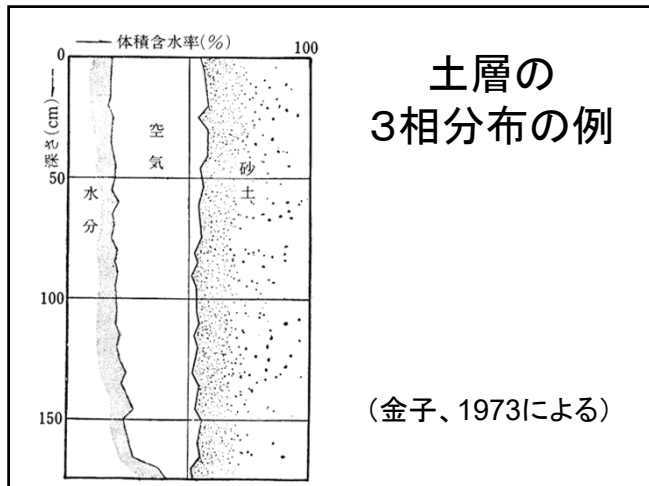 土層の
3相分布の例
── 体積含水率(%)
100
0
深さ(cm)
50
100
150
水分
空気
砂土
(金子、1973による)